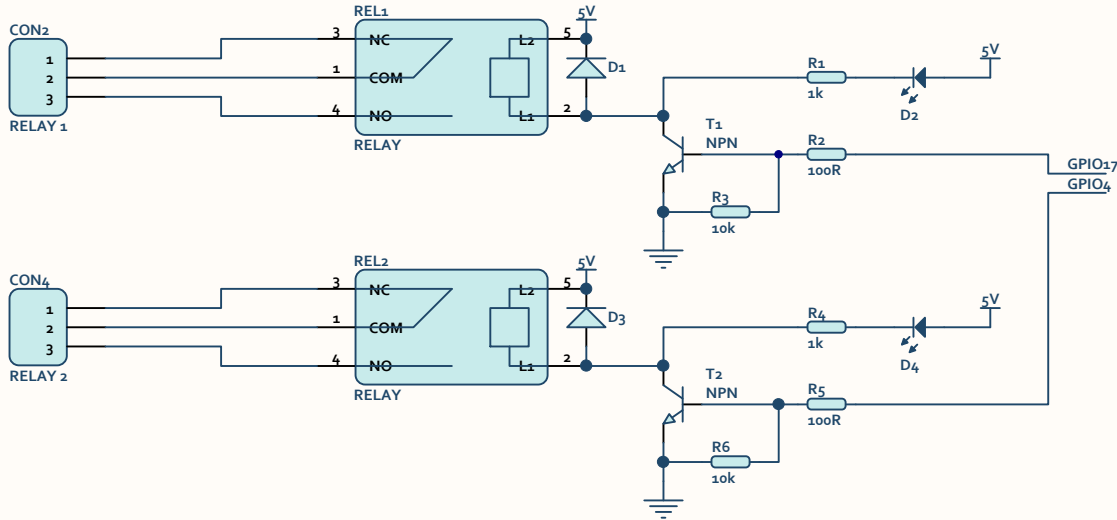 CON2
1
2
3
RELAY 1
REL1
3
NC
1
COM
4
NO
L2
5
L1
2
RELAY
5V
D1
R1
1k
D2
5V
T1
NPN
R2
100R
R3
10k
GPIO17
GPIO4
CON4
1
2
3
RELAY 2
REL2
3
NC
1
COM
4
NO
L2
5
L1
2
RELAY
5V
D3
R4
1k
D4
5V
T2
NPN
R5
100R
R6
10k